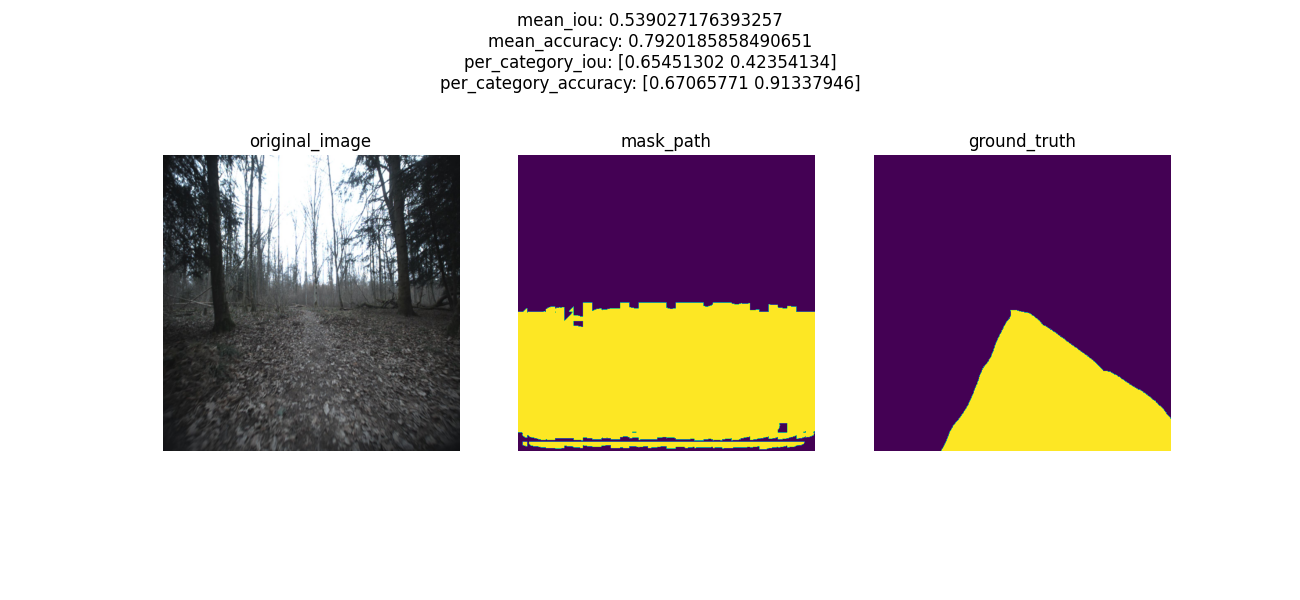 mean_iou: 0.539027176393257
mean_accuracy: 0.7920185858490651
per_category_iou: [0.65451302 0.42354134]
per_category_accuracy: [0.67065771 0.91337946]
original_image
mask_path
ground_truth